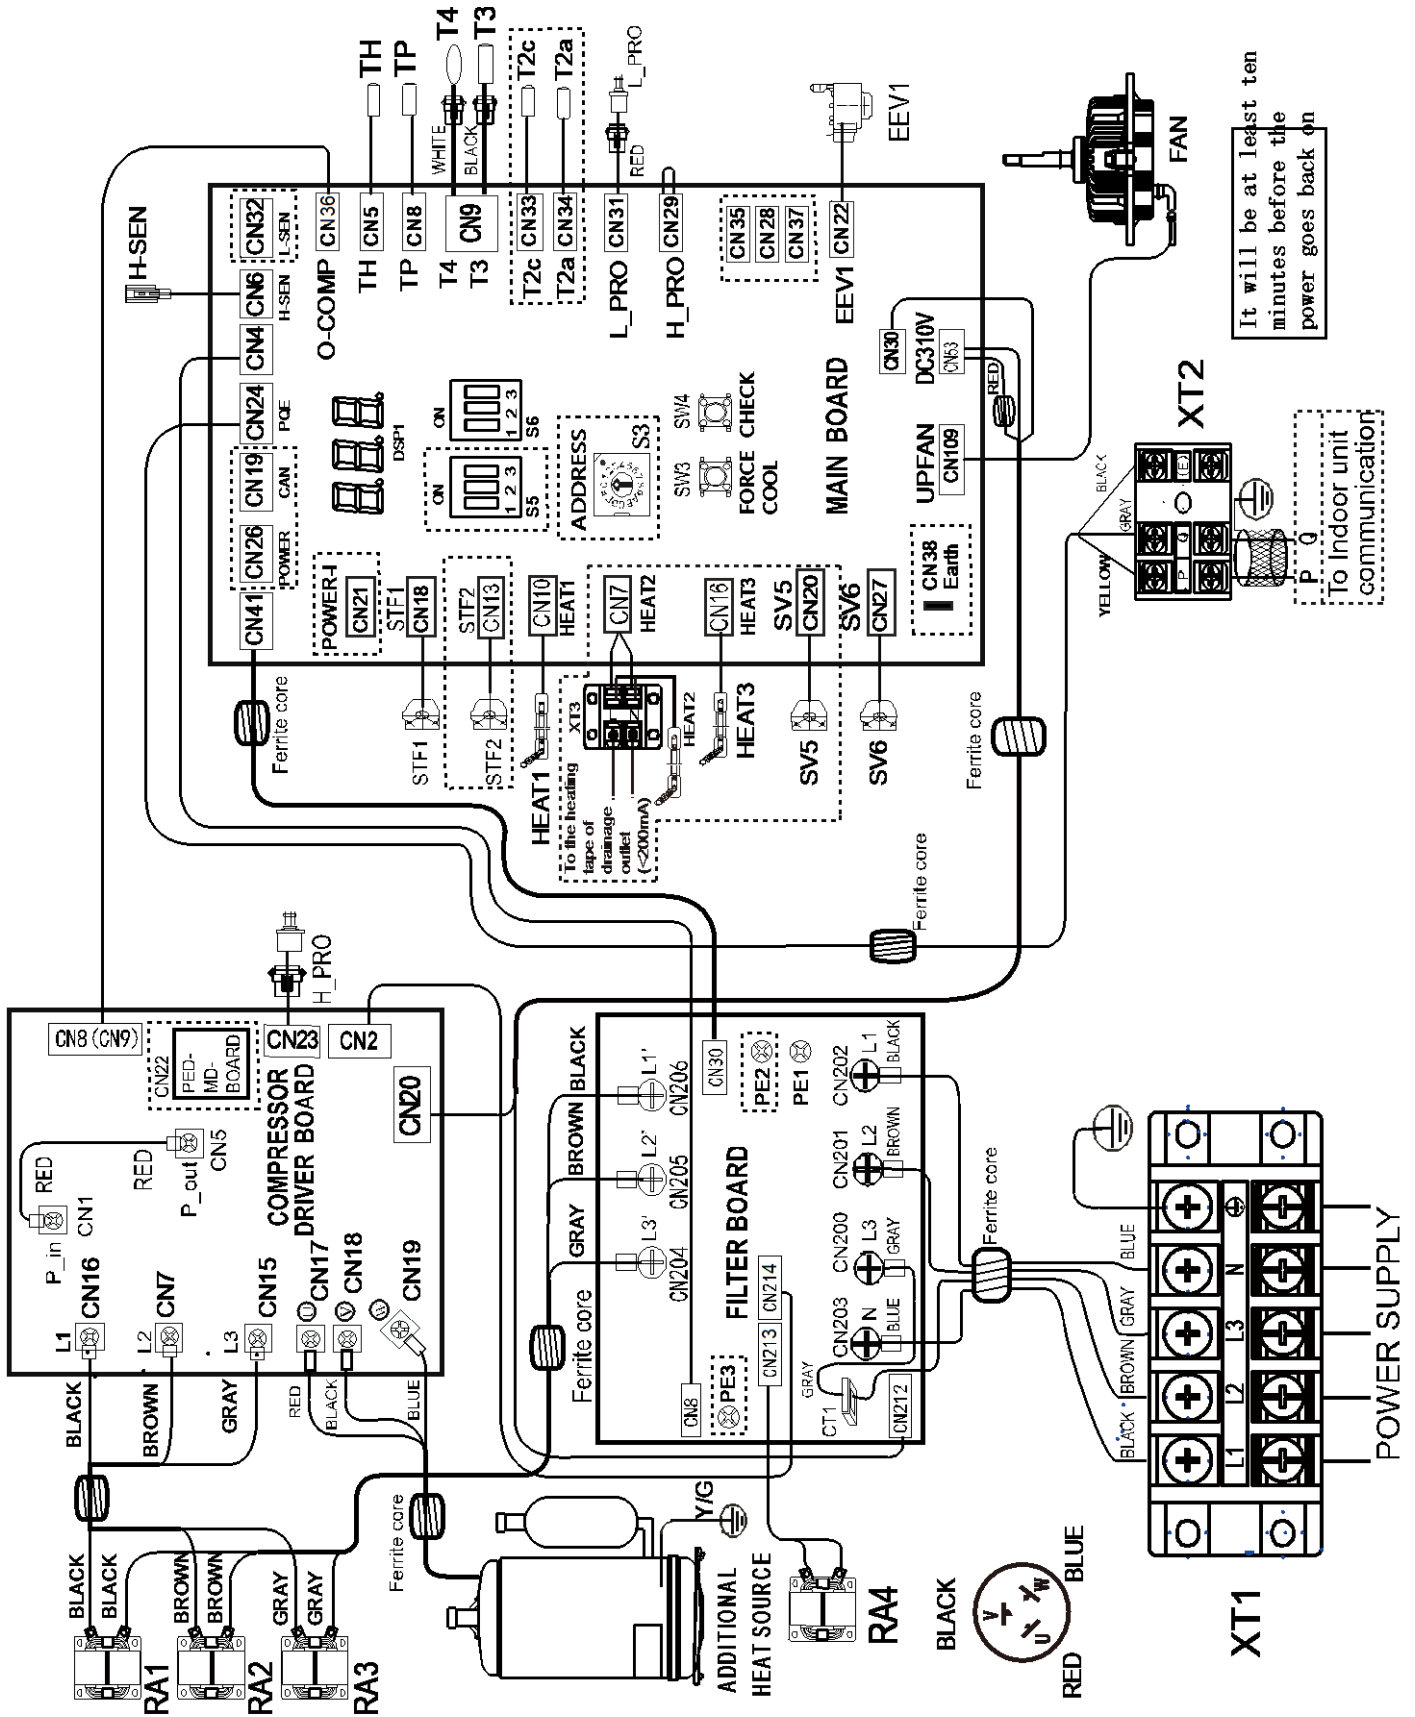 H-SEN
CN32
L-SEN
CN6
H-SEN
CN4
CN24
PQE
CN19
CAN
CN26
POWER
CN41
O-COMP
CN36
TH
CN5
TH
TP
CN8
TP
T4
T3
CN9
WHITE
BLACK
T4
T3
T2c
CN33
T2c
T2a
CN34
T2a
L_PRO
CN31
RED
L_PRO
H_PRO
CN29
CN35
CN28
CN37
EEV1
CN22
EEV1
DSP1
ON
1 2 3
S6
ON
1 2 3
S5
ADDRESS
S3
SW4
CHECK
SW3
FORCE
COOL
MAIN BOARD
CN30
DC310V
CN53
RED
UPFAN
CN109
CN38
Earth
POWER-I
CN21
STF1
CN18
STF1
STF2
CN13
STF2
CN10
HEAT1
HEAT1
CN7
HEAT2
XT3
HEAT2
To the heating
tape of
drainage
outlet
(<200mA)
CN16
HEAT3
HEAT3
SV5
CN20
SV5
SV6
CN27
SV6
FAN
It will be at least ten
minutes before the
power goes back on
XT2
BLACK
GRAY
YELLOW
P
Q
(E)
P
Q
To Indoor unit
communication
Ferrite core
Ferrite core
Ferrite core
CN8 (CN9)
CN22
PED-
MD-
BOARD
CN23
H_PRO
CN2
CN20
COMPRESSOR
DRIVER BOARD
RED
RED
P_in
CN1
P_out
CN5
L1
CN16
L2
CN7
L3
CN15
U
CN17
V
CN18
W
CN19
BLACK
BROWN
GRAY
RED
BLACK
BLUE
BLACK
BLACK
BROWN
BROWN
GRAY
GRAY
RA1
RA2
RA3
Ferrite core
Ferrite core
BLACK
BROWN
GRAY
L1'
CN206
L2'
CN205
L3'
CN204
CN30
PE2
PE1
FILTER BOARD
CN202
L1
BLACK
CN201
L2
BROWN
CN200
L3
GRAY
CN203
N
BLUE
CN214
CN213
CN8
PE3
GRAY
CT1
CN212
Ferrite core
Y/G
ADDITIONAL
HEAT SOURCE
RA4
BLACK
V
U
W
RED
BLUE
BLUE
GRAY
BROWN
BLACK
N
L3
L2
L1
XT1
POWER SUPPLY